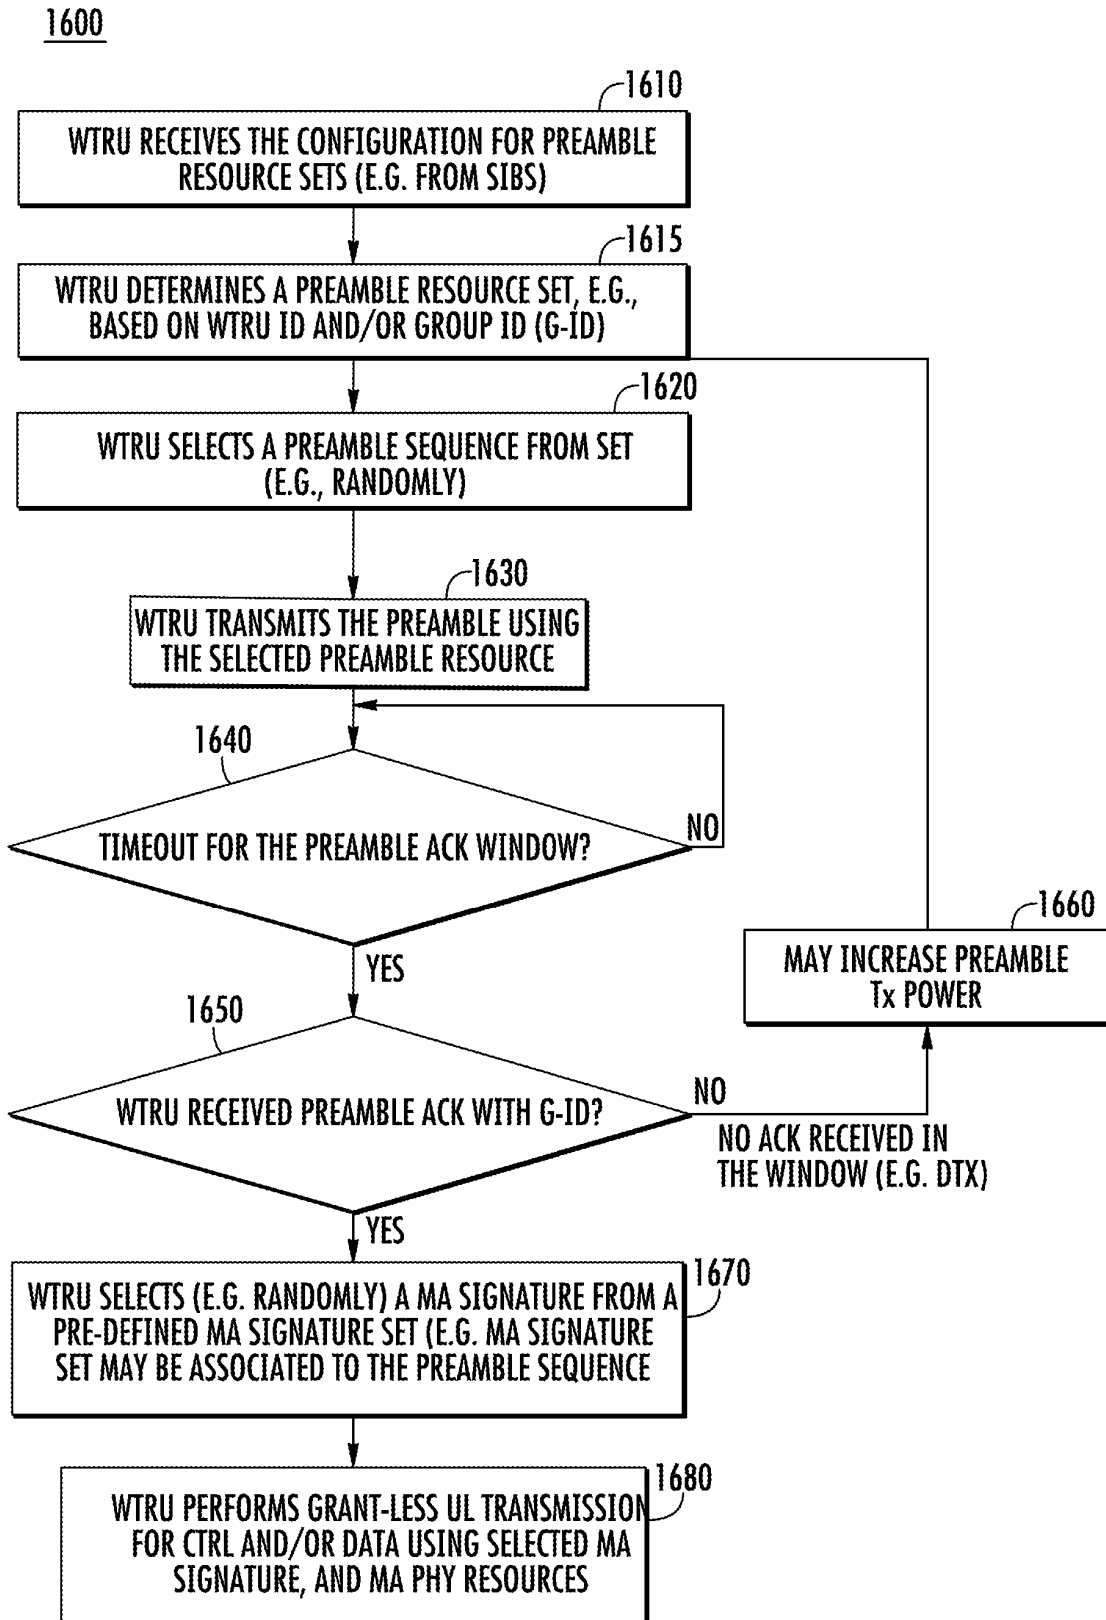 1600
1610
WTRU RECEIVES THE CONFIGURATION FOR PREAMBLE
RESOURCE SETS (E.G. FROM SIBS)
1615
WTRU DETERMINES A PREAMBLE RESOURCE SET, E.G.,
BASED ON WTRU ID AND/OR GROUP ID (G-ID)
1620
WTRU SELECTS A PREAMBLE SEQUENCE FROM SET
(E.G., RANDOMLY)
1630
WTRU TRANSMITS THE PREAMBLE USING
THE SELECTED PREAMBLE RESOURCE
1640
TIMEOUT FOR THE PREAMBLE ACK WINDOW?
NO
YES
1660
MAY INCREASE PREAMBLE
Tx POWER
1650
WTRU RECEIVED PREAMBLE ACK WITH G-ID?
NO
NO ACK RECEIVED IN
THE WINDOW (E.G. DTX)
YES
1670
WTRU SELECTS (E.G. RANDOMLY) A MA SIGNATURE FROM A
PRE-DEFINED MA SIGNATURE SET (E.G. MA SIGNATURE
SET MAY BE ASSOCIATED TO THE PREAMBLE SEQUENCE
1680
WTRU PERFORMS GRANT-LESS UL TRANSMISSION
FOR CTRL AND/OR DATA USING SELECTED MA
SIGNATURE, AND MA PHY RESOURCES